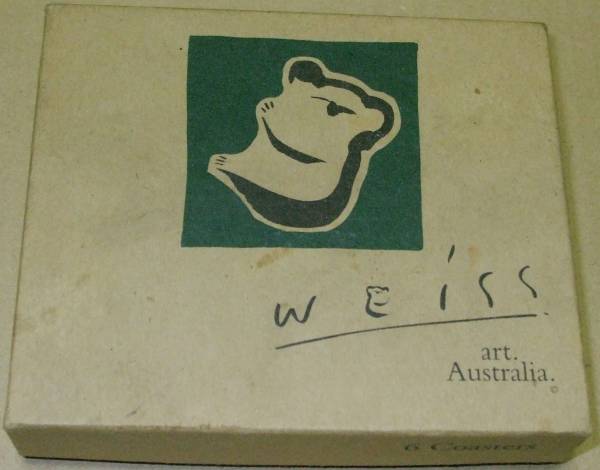 weiss.
art.
Australia.
©
6 Coasters